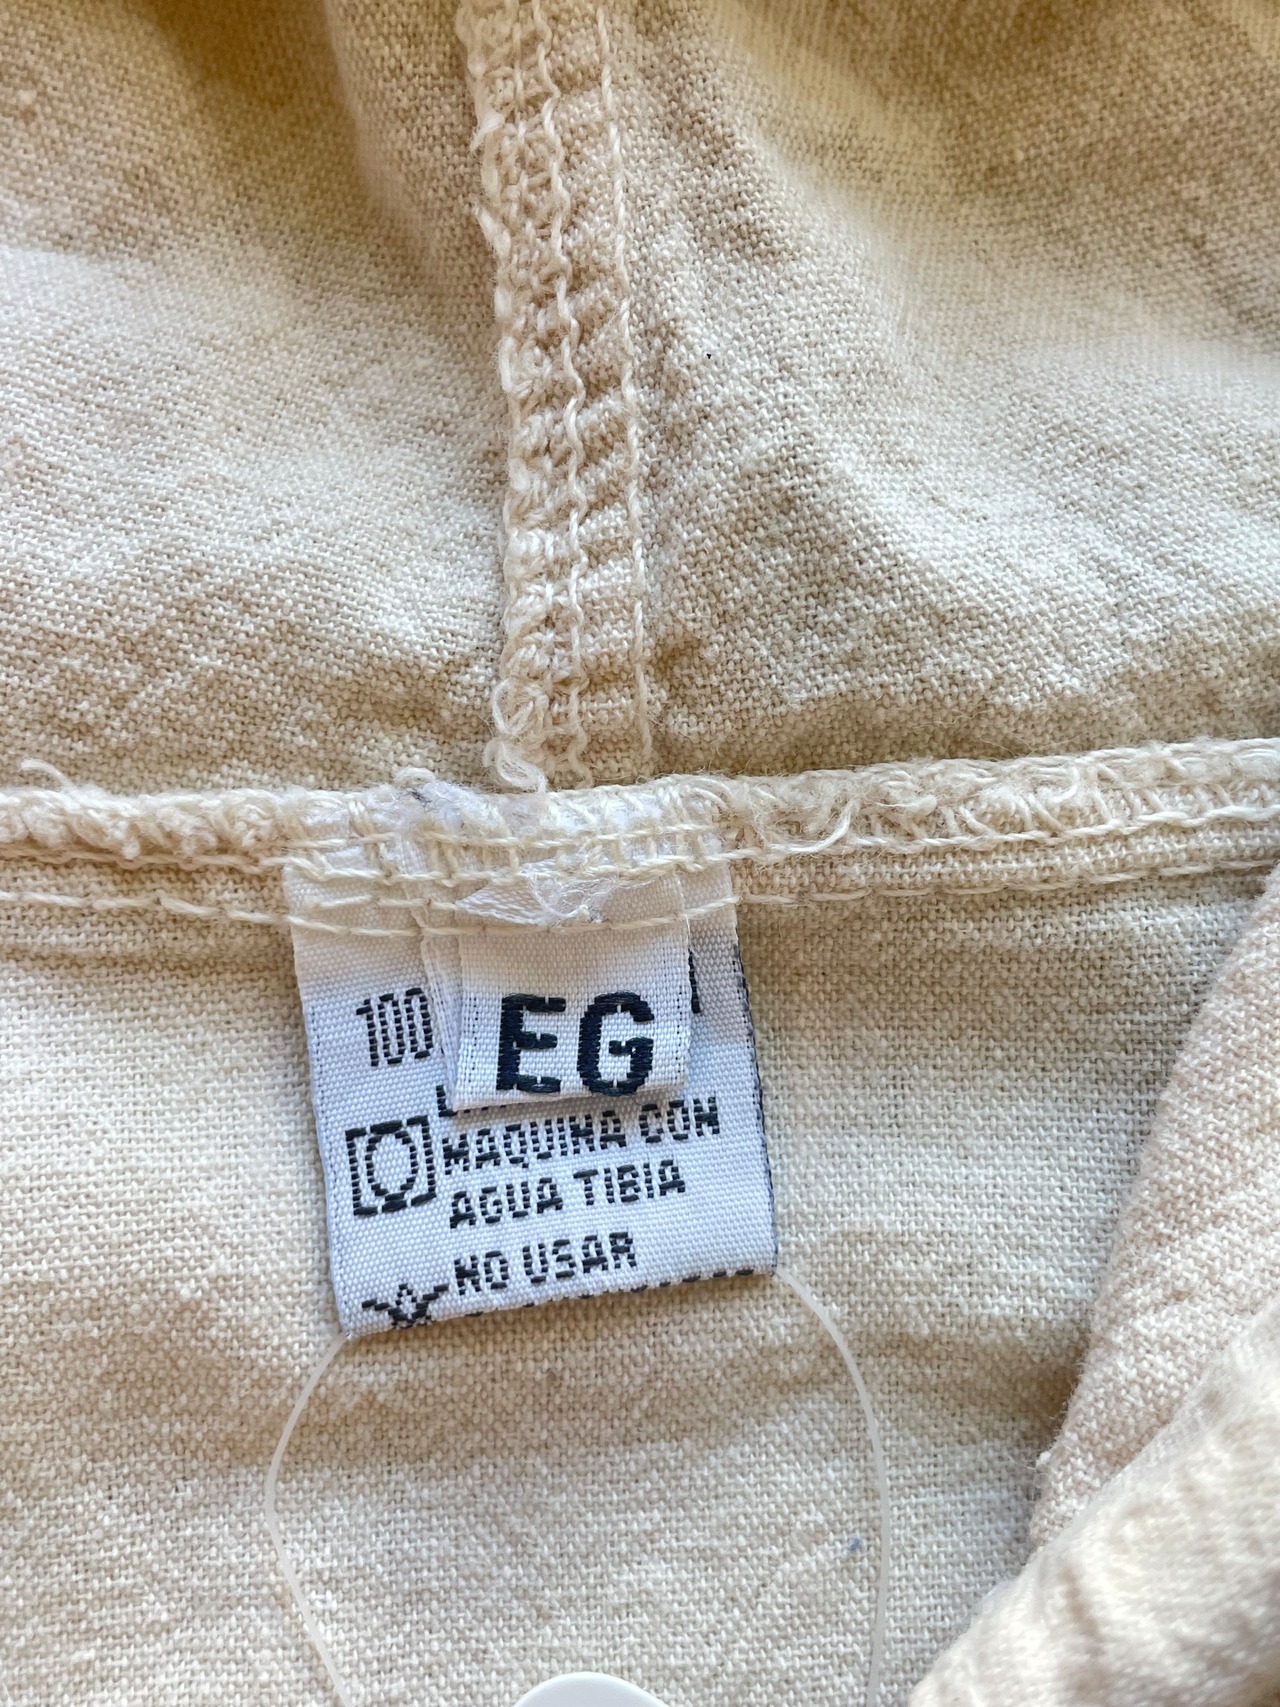 100
EG
MAQUINA CON
AGUA TIBIA
NO USAR